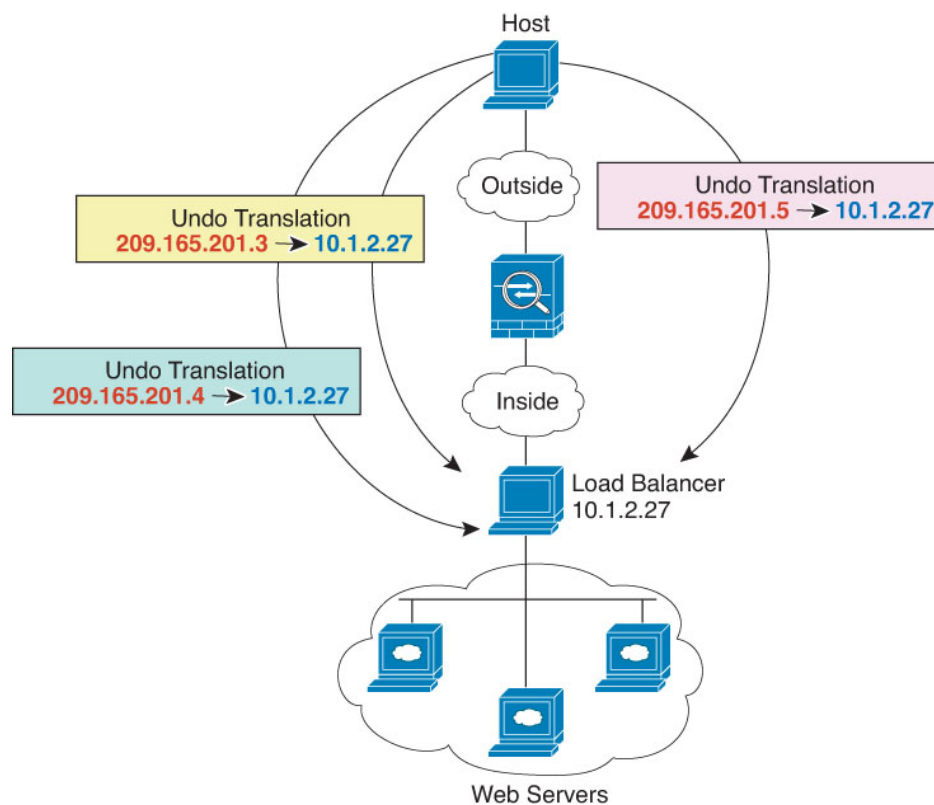 Host
Outside
Undo Translation
209.165.201.5 → 10.1.2.27
Undo Translation
209.165.201.3 → 10.1.2.27
Undo Translation
209.165.201.4 → 10.1.2.27
Inside
Load Balancer
10.1.2.27
Web Servers